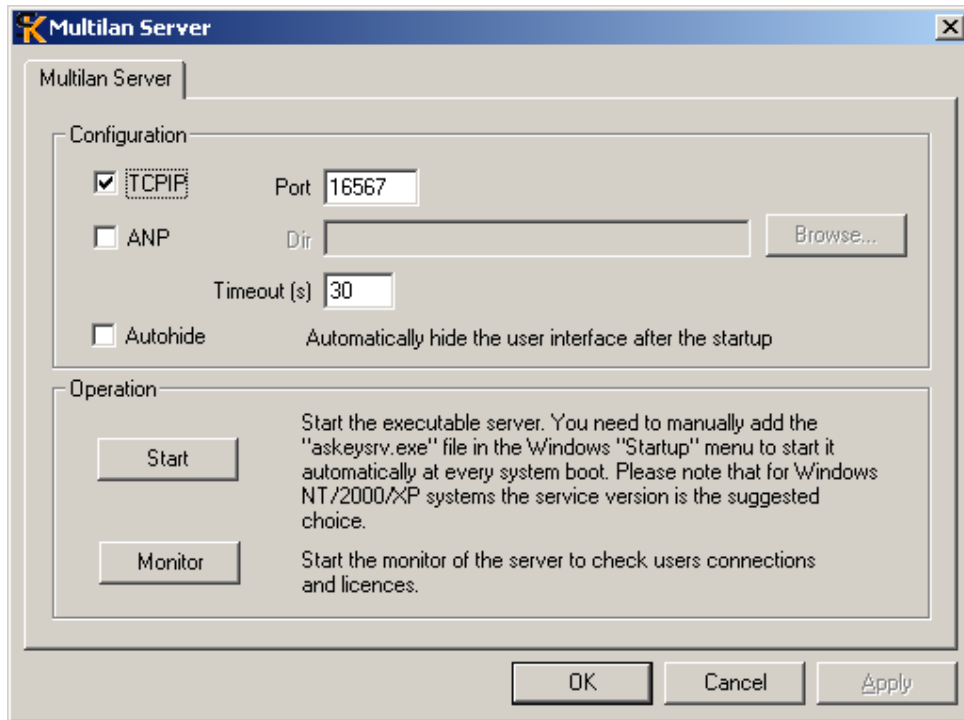 Multilan Server
Multilan Server
Configuration
TCPIP Port 16567
ANP Dir Browse...
Timeout (s) 30
Autohide Automatically hide the user interface after the startup
Operation
Start the executable server. You need to manually add the
"askeysrv.exe" file in the Windows "Startup" menu to start it
Start
automatically at every system boot. Please note that for Windows
NT/2000/XP systems the service version is the suggested
choice.
Monitor
Start the monitor of the server to check users connections
and licences.
OK Cancel Apply